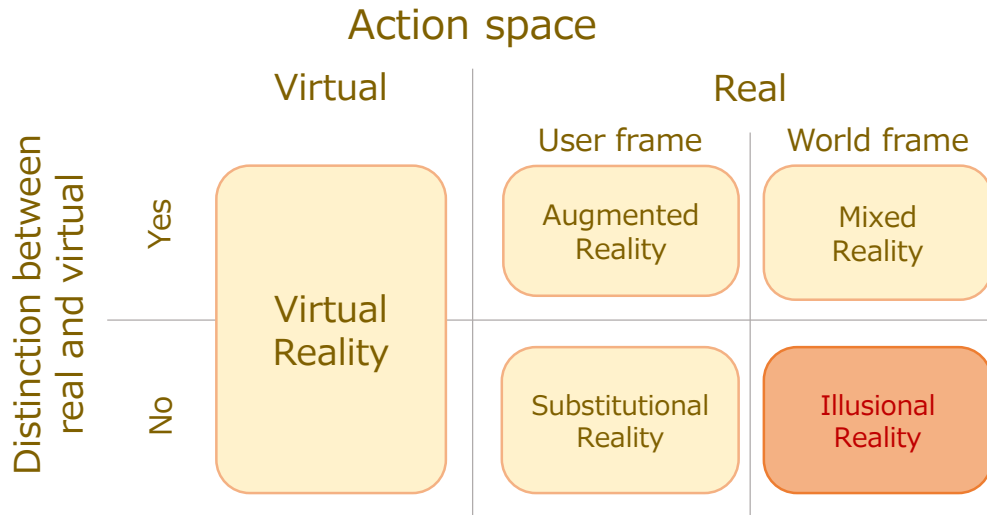 Action space
Virtual
Real
User frame
World frame
Distinction between
real and virtual
Yes
Augmented
Reality
Mixed
Reality
Virtual
Reality
No
Substitutional
Reality
Illusional
Reality